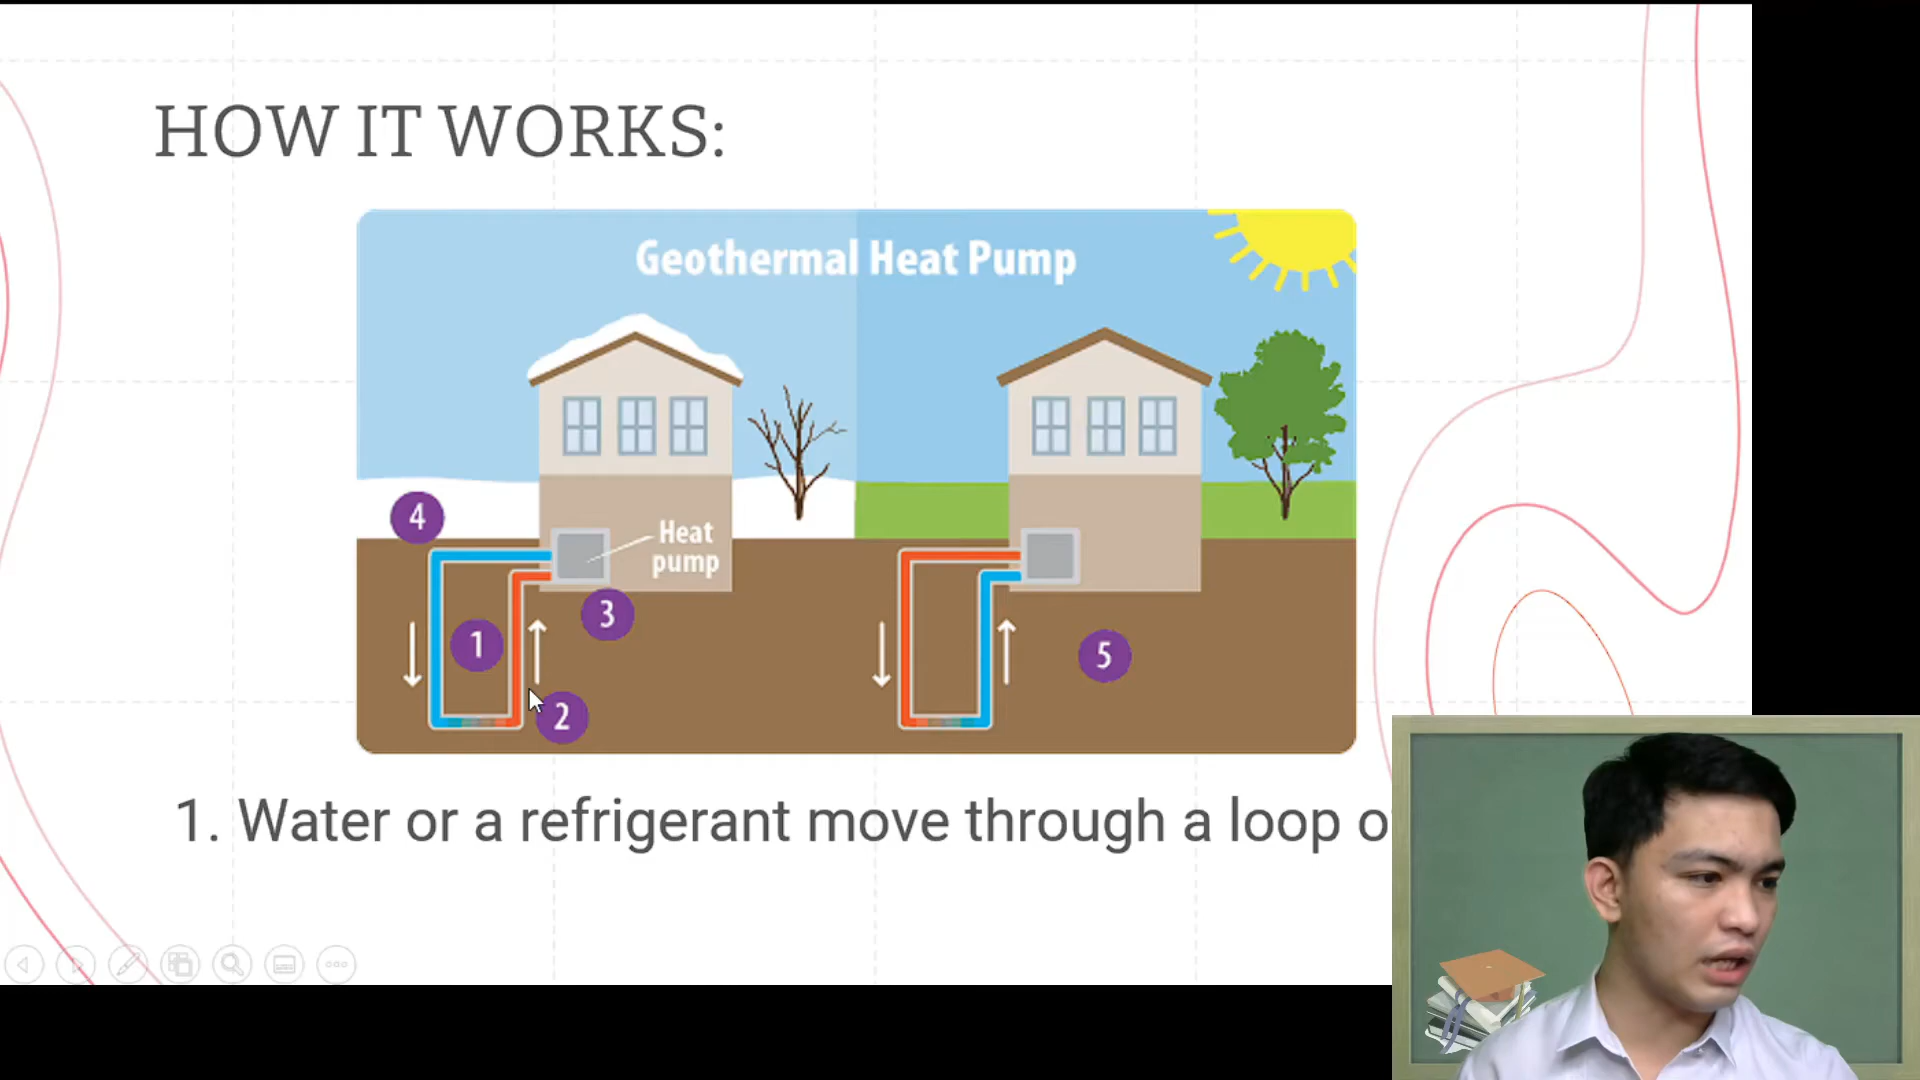 HOW IT WORKS:
Geothermal Heat Pump
4
Heat
pump
3
1
5
2
1. Water or a refrigerant move through a loop